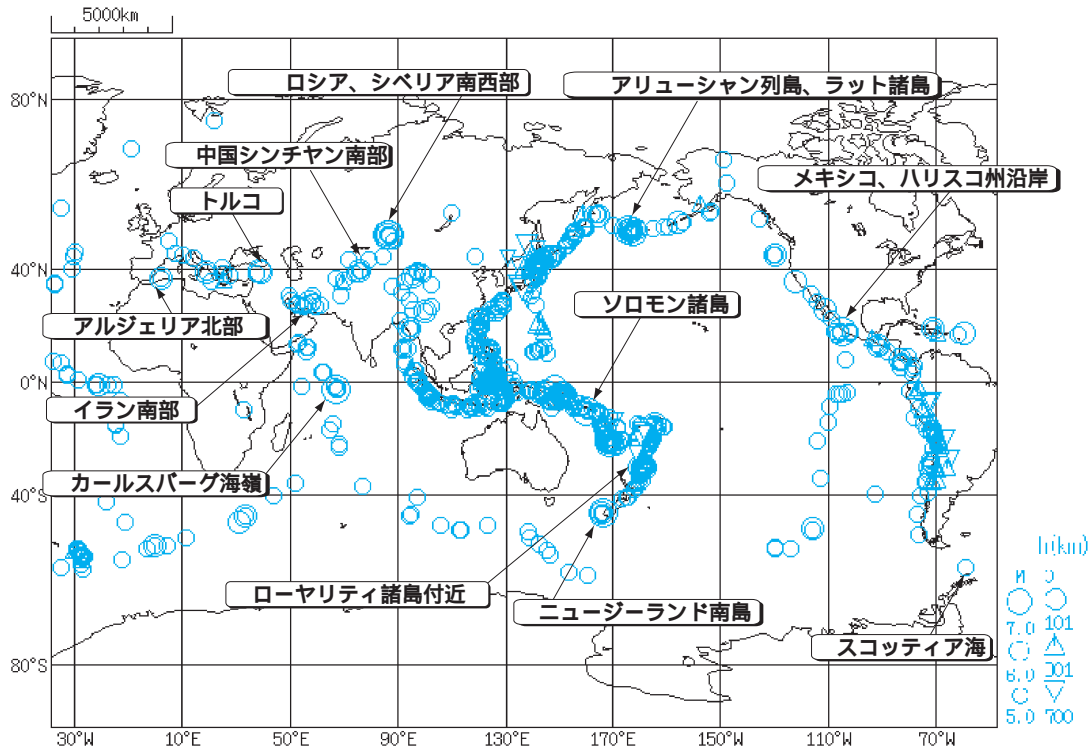 5000km
ロシア、シベリア南西部
アリューシャン列島、ラット諸島
80°N
中国シンチヤン南部
メキシコ、ハリスコ州沿岸
トルコ
40°N
ソロモン諸島
アルジェリア北部
0°N
イラン南部
カールスバーグ海嶺
40°S
h(km)
ローヤリティ諸島付近
M 0
ニュージーランド南島
7.0 101
スコッティア海
6.0 301
80°S
5.0 700
30°W 10°E 50°E 90°E 130°E 170°E 150°W 110°W 70°W